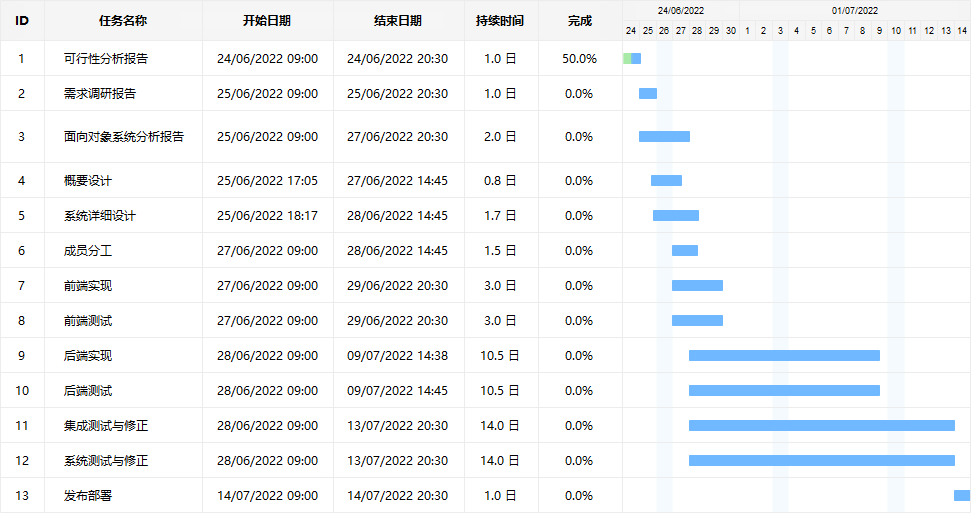 ID 任务名称 开始日期 结束日期 持续时间 完成 24/06/2022 01/07/2022
24 25 26 27 28 29 30 1 2 3 4 5 6 7 8 9 10 11 12 13 14
1 可行性分析报告 24/06/2022 09:00 24/06/2022 20:30 1.0 日 50.0%
2 需求调研报告 25/06/2022 09:00 25/06/2022 20:30 1.0 日 0.0%
3 面向对象系统分析报告 25/06/2022 09:00 27/06/2022 20:30 2.0 日 0.0%
4 概要设计 25/06/2022 17:05 27/06/2022 14:45 0.8 日 0.0%
5 系统详细设计 25/06/2022 18:17 28/06/2022 14:45 1.7 日 0.0%
6 成员分工 27/06/2022 09:00 28/06/2022 14:45 1.5 日 0.0%
7 前端实现 27/06/2022 09:00 29/06/2022 20:30 3.0 日 0.0%
8 前端测试 27/06/2022 09:00 29/06/2022 20:30 3.0 日 0.0%
9 后端实现 28/06/2022 09:00 09/07/2022 14:38 10.5 日 0.0%
10 后端测试 28/06/2022 09:00 09/07/2022 14:45 10.5 日 0.0%
11 集成测试与修正 28/06/2022 09:00 13/07/2022 20:30 14.0 日 0.0%
12 系统测试与修正 28/06/2022 09:00 13/07/2022 20:30 14.0 日 0.0%
13 发布部署 14/07/2022 09:00 14/07/2022 20:30 1.0 日 0.0%